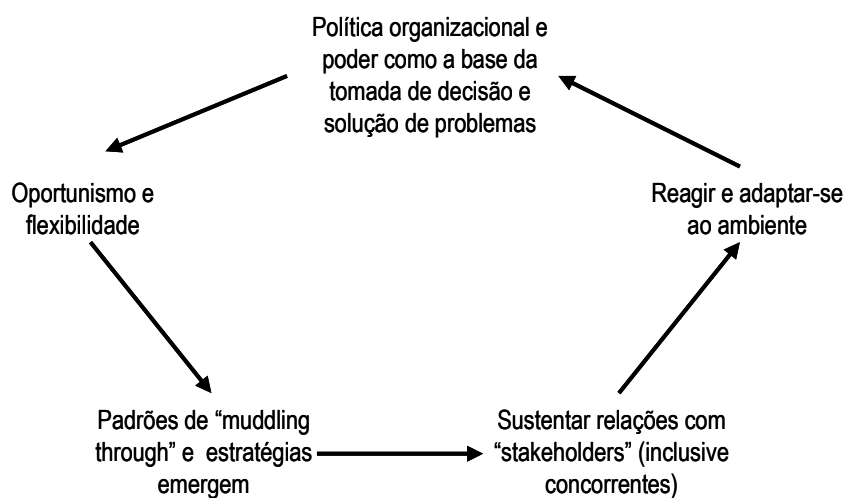 Política organizacional e
poder como a base da
tomada de decisão e
solução de problemas
Oportunismo e
flexibilidade
Reagir e adaptar-se
ao ambiente
Padrões de “muddling
through” e estratégias
emergem
Sustentar relações com
“stakeholders” (inclusive
concorrentes)